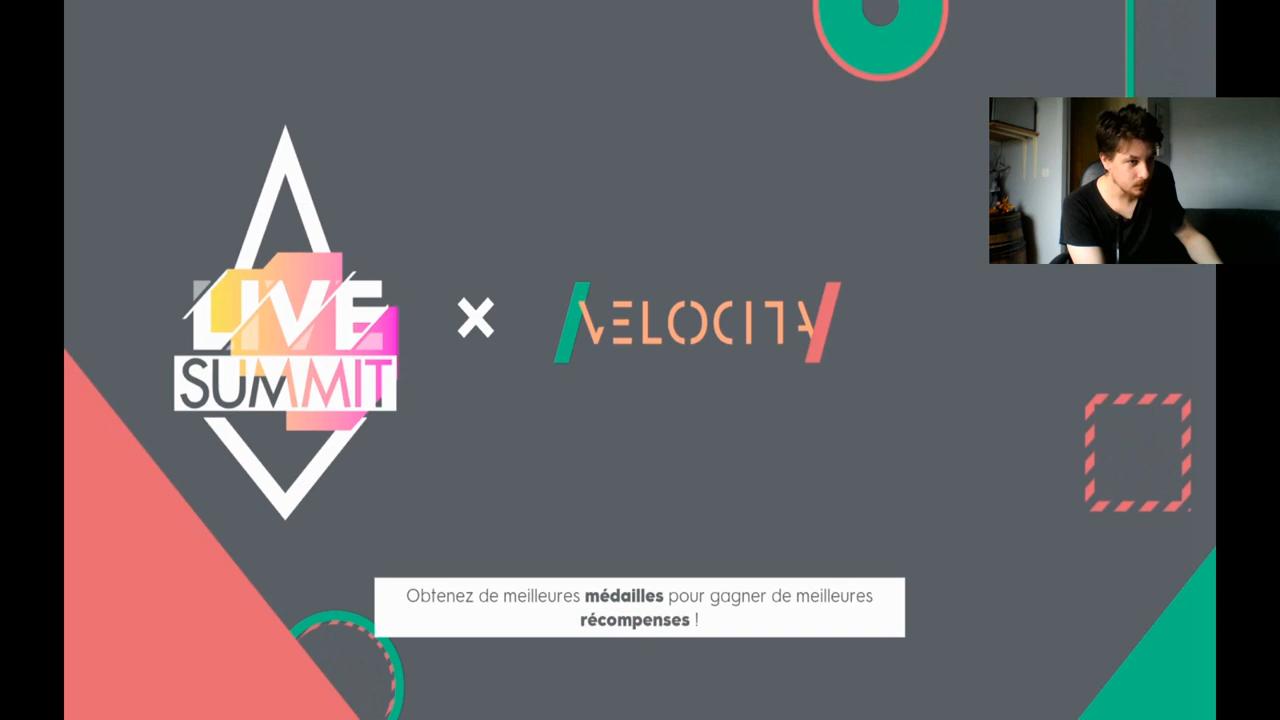 LIVE
SUMMIT
×
VELOCITY
Obtenez de meilleures médailles pour gagner de meilleures
récompenses !